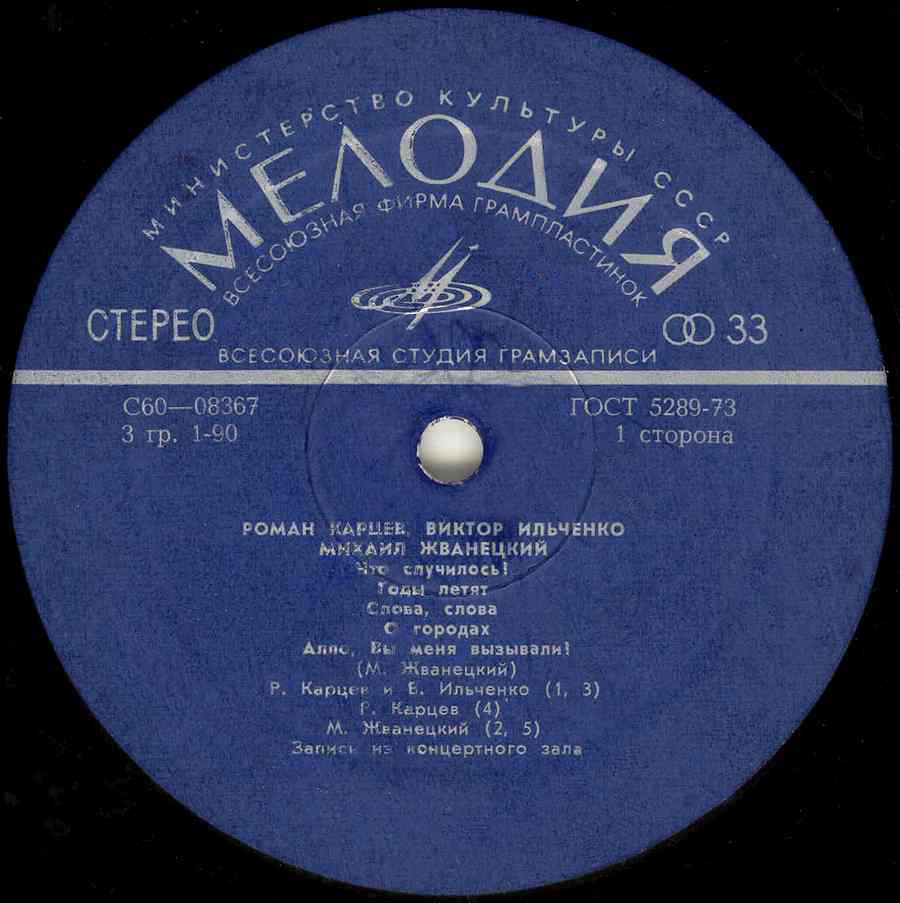 МИНИСТЕРСТВО КУЛЬТУРЫ СССР
МЕЛОДИЯ
ВСЕСОЮЗНАЯ ФИРМА ГРАМПЛАСТИНОК
СТЕРЕО 33
ВСЕСОЮЗНАЯ СТУДИЯ ГРАМЗАПИСИ
С60—08367 ГОСТ 5289-73
3 гр. 1-90 1 сторона
РОМАН КАРЦЕВ, ВИКТОР ИЛЬЧЕНКО
МИХАИЛ ЖВАНЕЦКИЙ
Что случилось!
Годы летят
Слова, слова
О городах
Алло, Вы меня вызывали!
(М. Жванецкий)
Р. Карцев и В. Ильченко (1, 3)
Р. Карцев (4)
М. Жванецкий (2, 5)
Запись из концертного зала